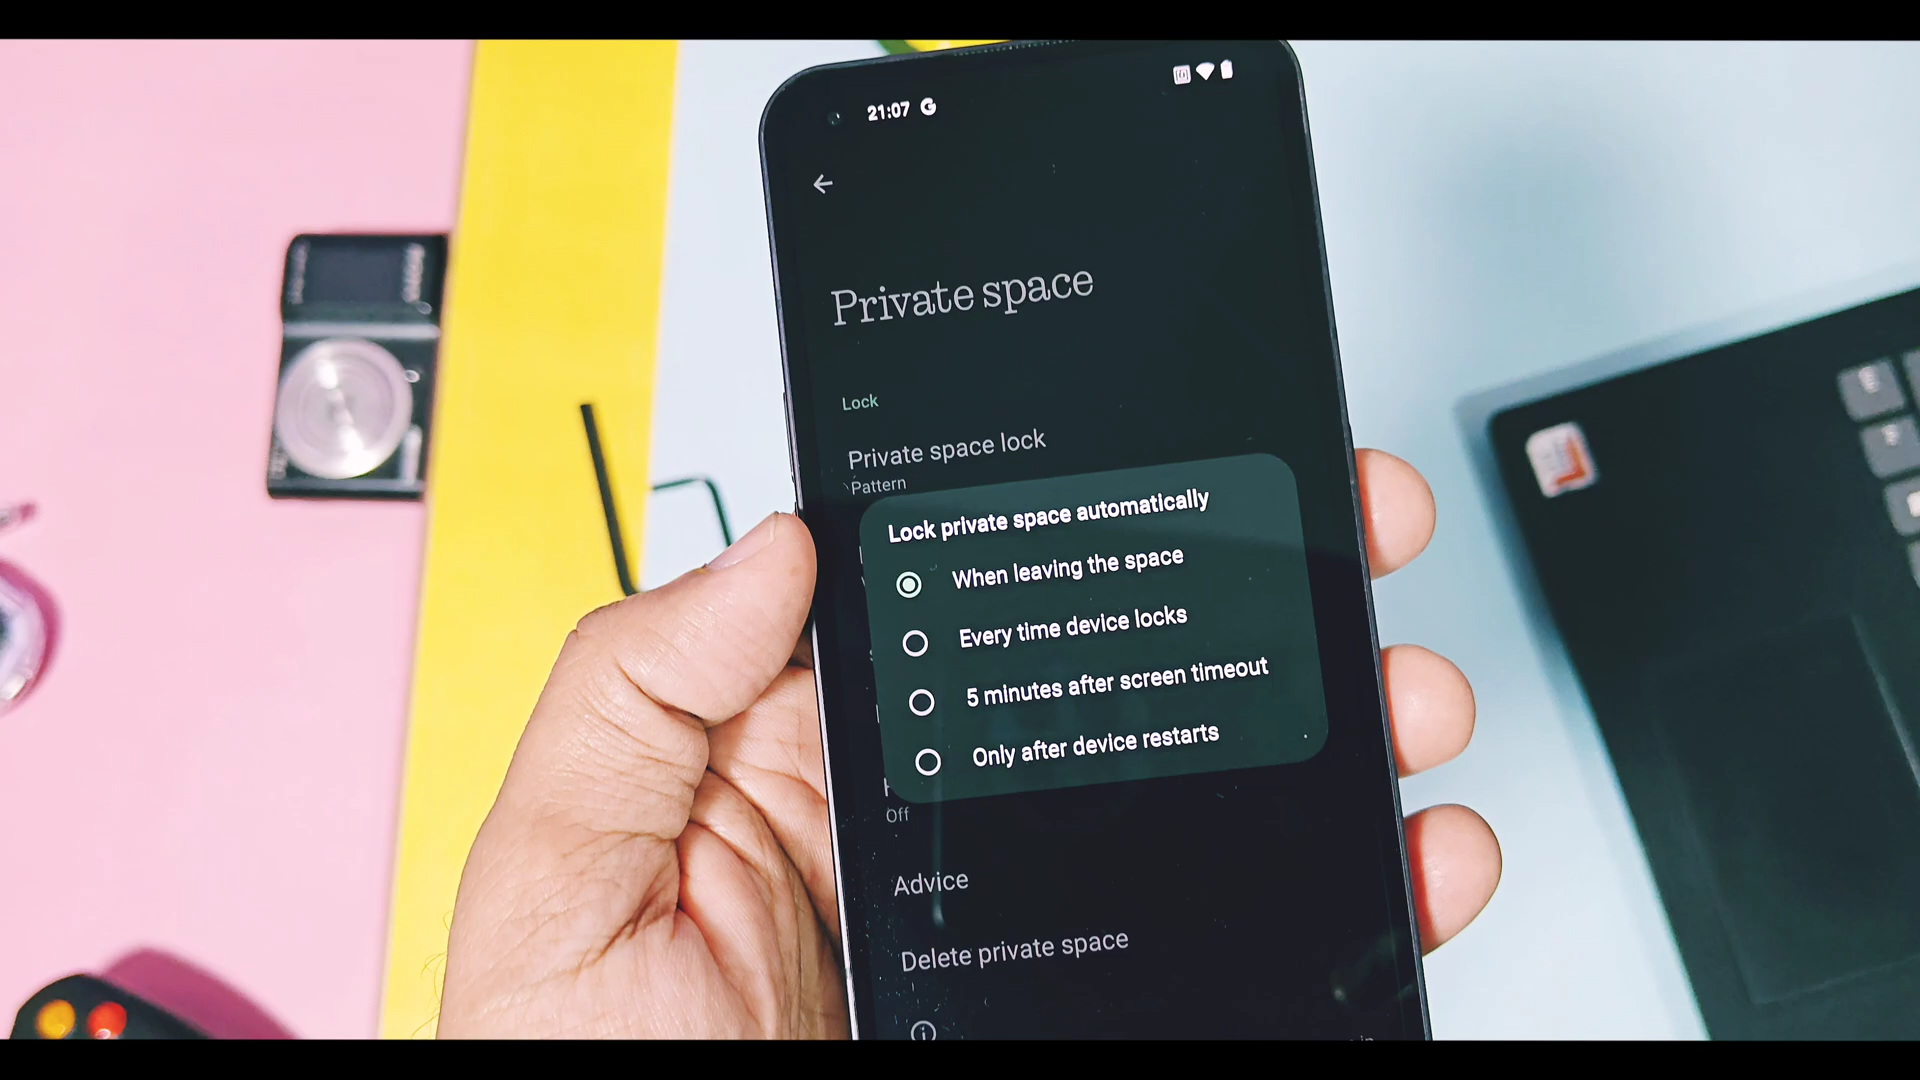 21:07
Private space
Lock
Private space lock
Pattern
Lock private space automatically
When leaving the space
Every time device locks
5 minutes after screen timeout
Only after device restarts
Off
Advice
Delete private space